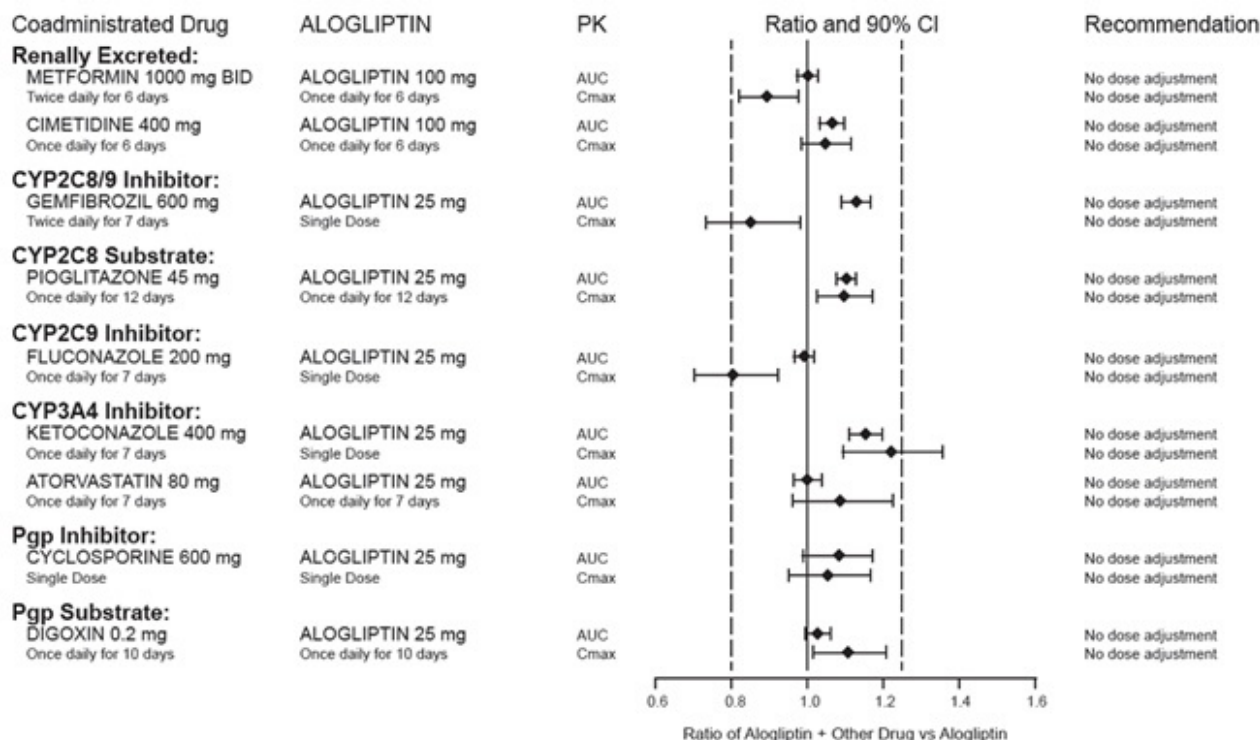 Coadministrated Drug ALOGLIPTIN PK Ratio and 90% CI Recommendation
Renally Excreted:
METFORMIN 1000 mg BID ALOGLIPTIN 100 mg AUC No dose adjustment
Twice daily for 6 days Once daily for 6 days Cmax No dose adjustment
CIMETIDINE 400 mg ALOGLIPTIN 100 mg AUC No dose adjustment
Once daily for 6 days Once daily for 6 days Cmax No dose adjustment
CYP2C8/9 Inhibitor:
GEMFIBROZIL 600 mg ALOGLIPTIN 25 mg AUC No dose adjustment
Twice daily for 7 days Single Dose Cmax No dose adjustment
CYP2C8 Substrate:
PIOGLITAZONE 45 mg ALOGLIPTIN 25 mg AUC No dose adjustment
Once daily for 12 days Once daily for 12 days Cmax No dose adjustment
CYP2C9 Inhibitor:
FLUCONAZOLE 200 mg ALOGLIPTIN 25 mg AUC No dose adjustment
Once daily for 7 days Single Dose Cmax No dose adjustment
CYP3A4 Inhibitor:
KETOCONAZOLE 400 mg ALOGLIPTIN 25 mg AUC No dose adjustment
Once daily for 7 days Single Dose Cmax No dose adjustment
ATORVASTATIN 80 mg ALOGLIPTIN 25 mg AUC No dose adjustment
Once daily for 7 days Once daily for 7 days Cmax No dose adjustment
Pgp Inhibitor:
CYCLOSPORINE 600 mg ALOGLIPTIN 25 mg AUC No dose adjustment
Single Dose Single Dose Cmax No dose adjustment
Pgp Substrate:
DIGOXIN 0.2 mg ALOGLIPTIN 25 mg AUC No dose adjustment
Once daily for 10 days Once daily for 10 days Cmax No dose adjustment
0.6 0.8 1.0 1.2 1.4 1.6
Ratio of Alogliptin + Other Drug vs Alogliptin